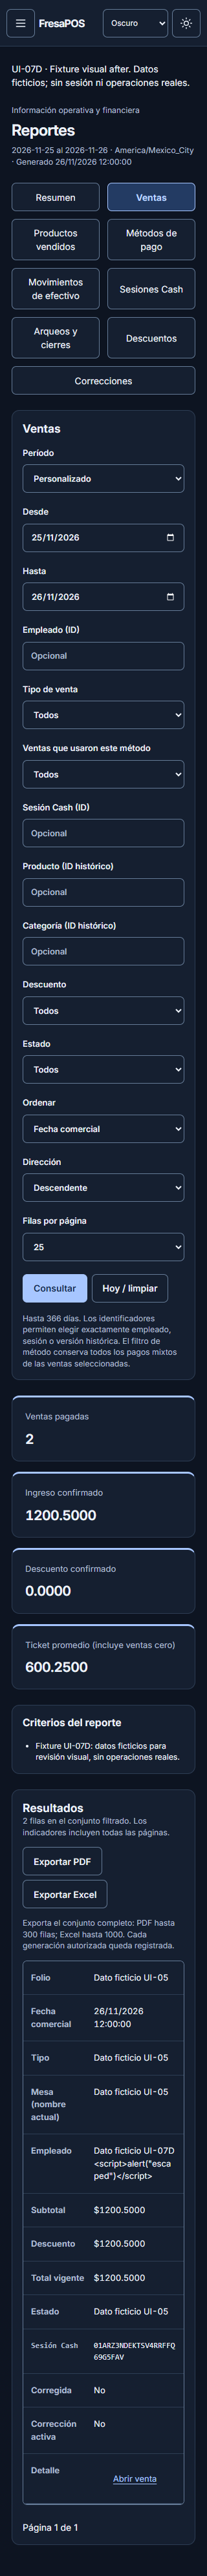 FresaPOS
Oscuro
UI-07D · Fixture visual after. Datos
ficticios; sin sesión ni operaciones reales.
Información operativa y financiera
Reportes
2026-11-25 al 2026-11-26 · America/Mexico_City
· Generado 26/11/2026 12:00:00
Resumen
Ventas
Productos
vendidos
Métodos de
pago
Movimientos
de efectivo
Sesiones Cash
Arqueos y
cierres
Descuentos
Correcciones
Ventas
Período
Personalizado
Desde
25/11/2026
Hasta
26/11/2026
Empleado (ID)
Opcional
Tipo de venta
Todos
Ventas que usaron este método
Todos
Sesión Cash (ID)
Opcional
Producto (ID histórico)
Opcional
Categoría (ID histórico)
Opcional
Descuento
Todos
Estado
Todos
Ordenar
Fecha comercial
Dirección
Descendente
Filas por página
25
Consultar
Hoy / limpiar
Hasta 366 días. Los identificadores
permiten elegir exactamente empleado,
sesión o versión histórica. El filtro de
método conserva todos los pagos mixtos
de las ventas seleccionadas.
Ventas pagadas
2
Ingreso confirmado
1200.5000
Descuento confirmado
0.0000
Ticket promedio (incluye ventas cero)
600.2500
Criterios del reporte
• Fixture UI-07D: datos ficticios para
revisión visual, sin operaciones reales.
Resultados
2 filas en el conjunto filtrado. Los
indicadores incluyen todas las páginas.
Exportar PDF
Exportar Excel
Exporta el conjunto completo: PDF hasta
300 filas; Excel hasta 1000. Cada
generación autorizada queda registrada.
Folio Dato ficticio UI-05
Fecha
comercial
26/11/2026
12:00:00
Tipo Dato ficticio UI-05
Mesa
(nombre
actual)
Dato ficticio UI-05
Empleado Dato ficticio UI-07D
<script>alert("esca
ped")</script>
Subtotal $1200.5000
Descuento $1200.5000
Total vigente $1200.5000
Estado Dato ficticio UI-05
Sesión Cash 01ARZ3NDEKTSV4RRFFQ
69G5FAV
Corregida No
Corrección
activa
No
Detalle
Abrir venta
Página 1 de 1